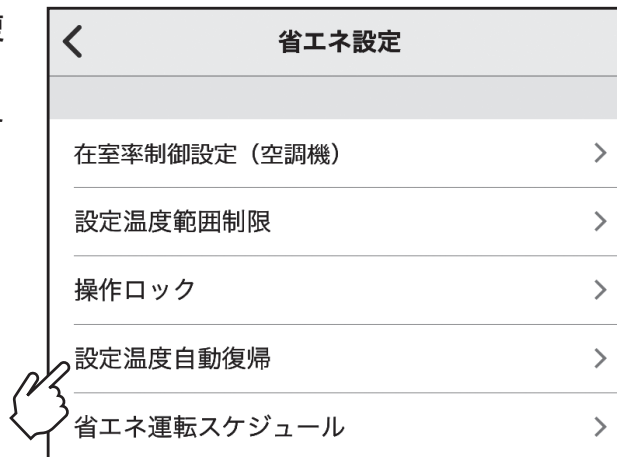 省エネ設定
在室率制御設定（空調機）
設定温度範囲制限
操作ロック
設定温度自動復帰
省エネ運転スケジュール